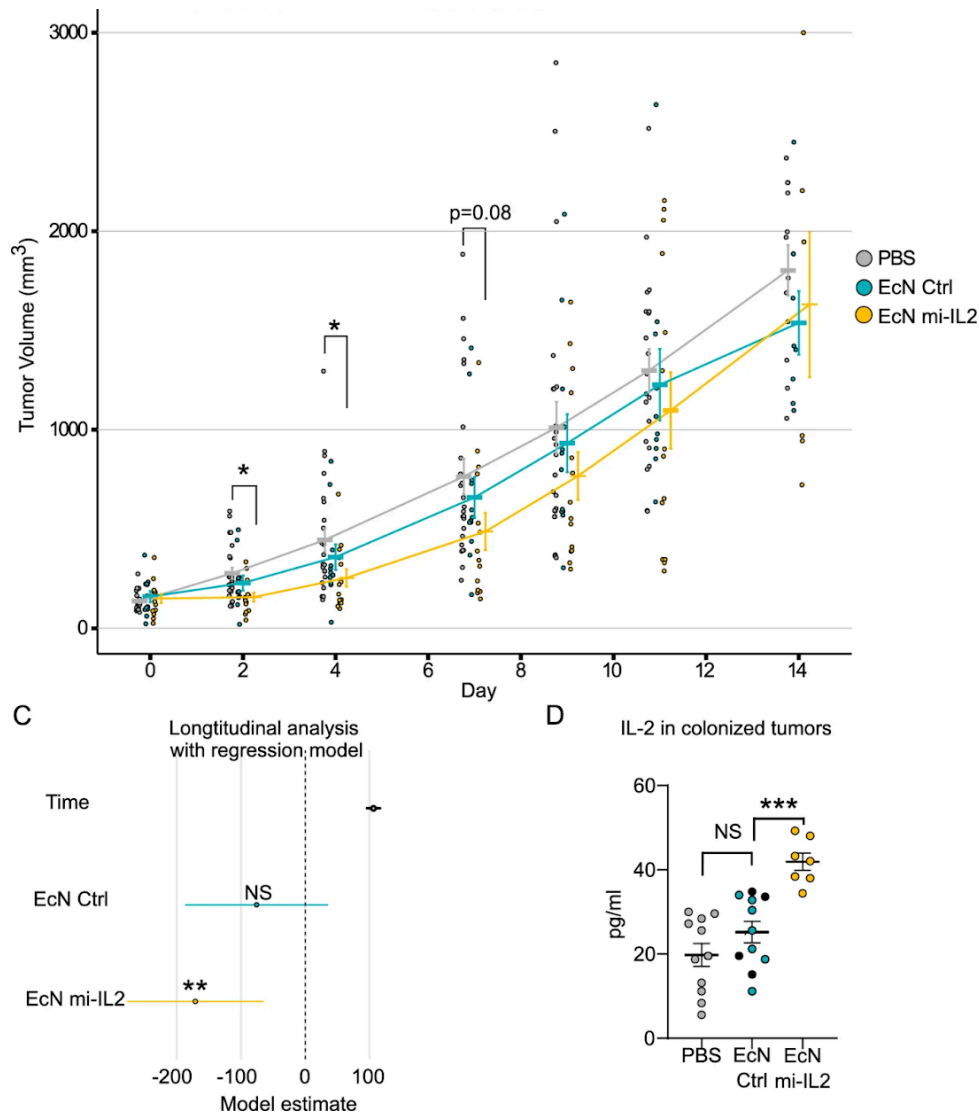 3000
2000
1000
0
Tumor Volume (mm³)
*
*
p=0.08
PBS
EcN Ctrl
EcN mi-IL2
0
2
4
6
8
10
12
14
Day
C
Longtitudinal analysis
with regression model
Time
EcN Ctrl
NS
EcN mi-IL2
**
-200
-100
0
100
Model estimate
D
IL-2 in colonized tumors
60
40
20
0
pg/ml
NS
***
PBS
EcN
Ctrl
EcN
mi-IL2